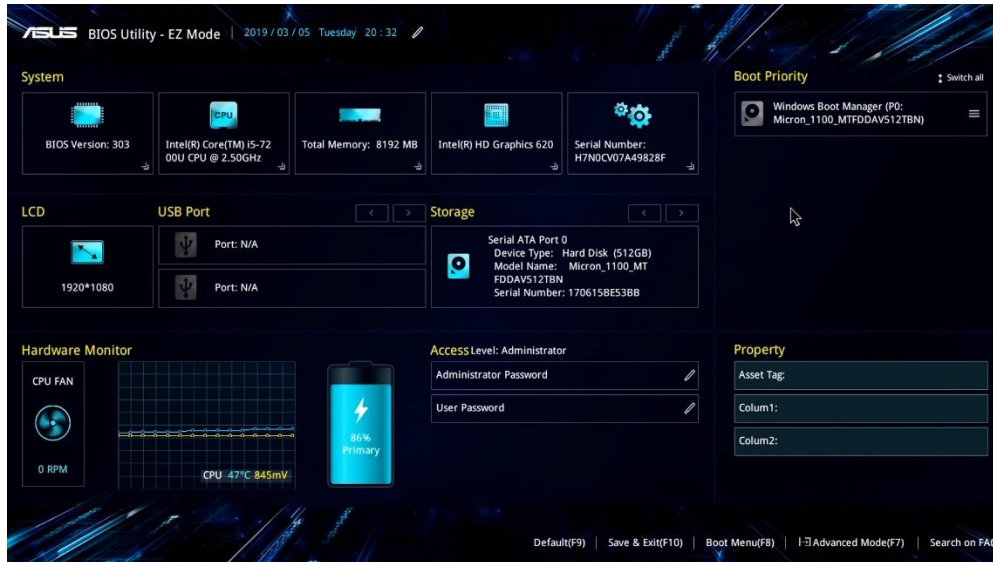 ASUS BIOS Utility - EZ Mode | 2019 / 03 / 05 Tuesday 20 : 32
System
BIOS Version: 303
CPU
Intel(R) Core(TM) i5-72
00U CPU @ 2.50GHz
Total Memory: 8192 MB
Intel(R) HD Graphics 620
Serial Number:
H7N0CV07A49828F
Boot Priority
Switch all
Windows Boot Manager (P0:
Micron_1100_MTFDDAV512TBN)
LCD
1920*1080
USB Port
< >
Port: N/A
Port: N/A
Storage
< >
Serial ATA Port 0
Device Type: Hard Disk (512GB)
Model Name: Micron_1100_MT
FDDAV512TBN
Serial Number: 170615BE53BB
Hardware Monitor
CPU FAN
0 RPM
CPU 47°C 845mV
86%
Primary
Access Level: Administrator
Administrator Password
User Password
Property
Asset Tag:
Colum1:
Colum2:
Default(F9) | Save & Exit(F10) | Boot Menu(F8) | Advanced Mode(F7) | Search on FAQ